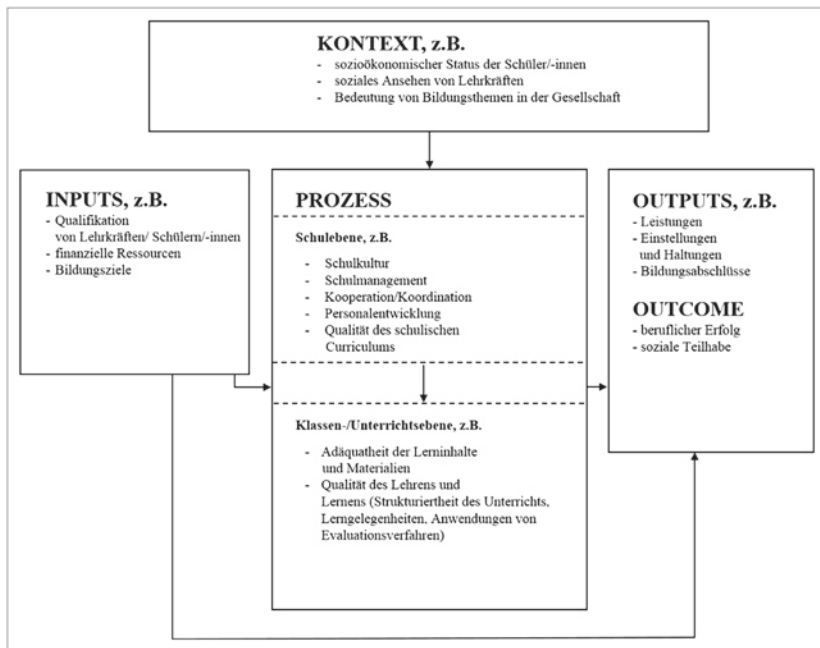 KONTEXT, z.B.
- sozioökonomischer Status der Schüler/-innen
- soziales Ansehen von Lehrkräften
- Bedeutung von Bildungsthemen in der Gesellschaft
INPUTS, z.B.
- Qualifikation
von Lehrkräften/ Schülern/-innen
- finanzielle Ressourcen
- Bildungsziele
PROZESS
Schulebene, z.B.
- Schulkultur
- Schulmanagement
- Kooperation/Koordination
- Personalentwicklung
- Qualität des schulischen
Curriculums
Klassen-/Unterrichtsebene, z.B.
- Adäquatheit der Lerninhalte
und Materialien
- Qualität des Lehrens und
Lernens (Strukturiertheit des Unterrichts,
Lerngelegenheiten, Anwendungen von
Evaluationsverfahren)
OUTPUTS, z.B.
- Leistungen
- Einstellungen
und Haltungen
- Bildungsabschlüsse
OUTCOME
- beruflicher Erfolg
- soziale Teilhabe